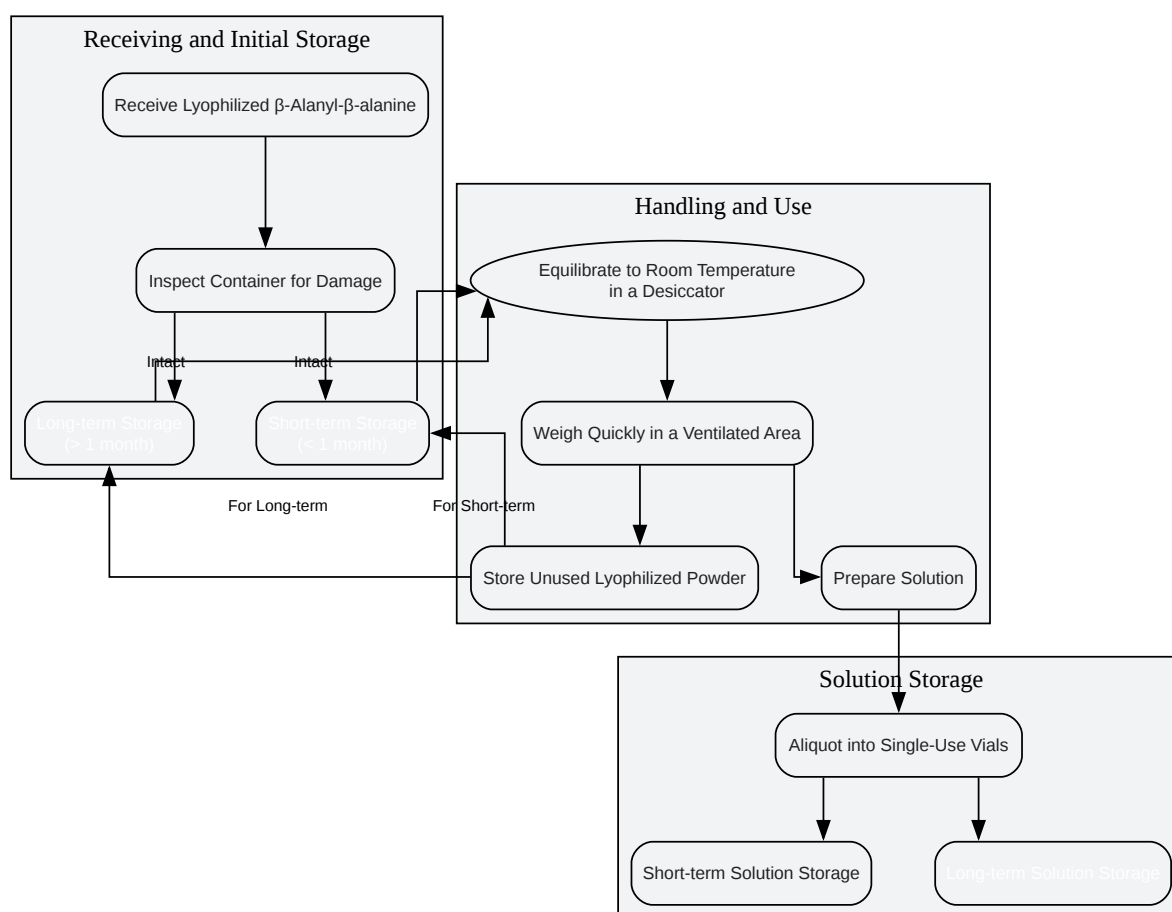 Receiving and Initial Storage
Receive Lyophilized β-Alanyl-β-alanine
Inspect Container for Damage
Intact
Intact
Long-term Storage
(> 1 month)
Short-term Storage
(< 1 month)
For Long-term
For Short-term
Handling and Use
Equilibrate to Room Temperature
in a Desiccator
Weigh Quickly in a Ventilated Area
Store Unused Lyophilized Powder
Prepare Solution
Solution Storage
Aliquot into Single-Use Vials
Short-term Solution Storage
Long-term Solution Storage